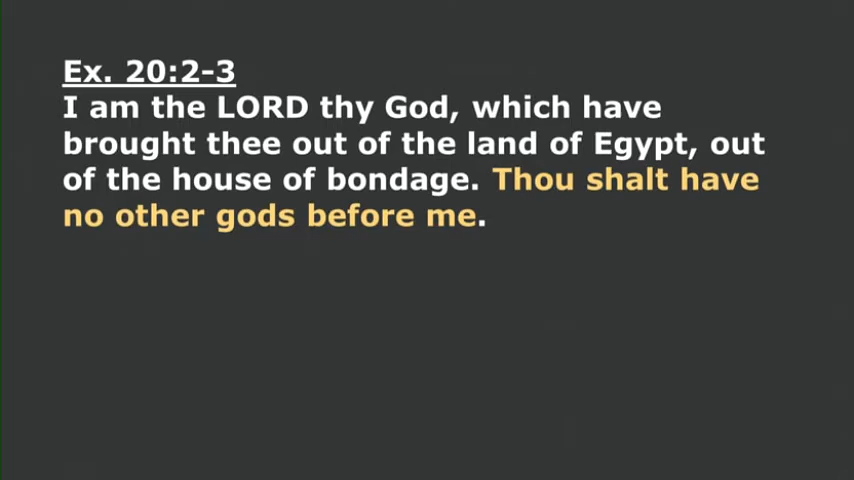 Ex. 20:2-3
I am the LORD thy God, which have
brought thee out of the land of Egypt, out
of the house of bondage. Thou shalt have
no other gods before me.